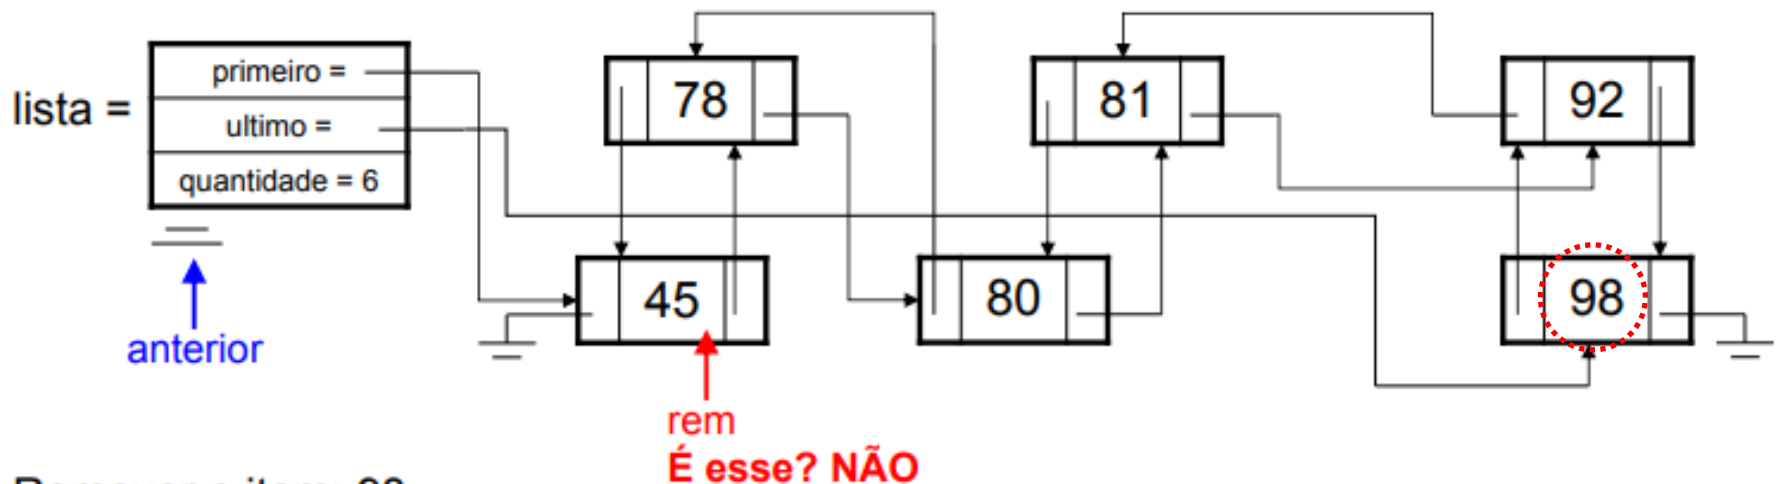 primeiro =
lista =
ultimo =
quantidade = 6
78
81
92
45
80
98
anterior
rem
É esse? NÃO